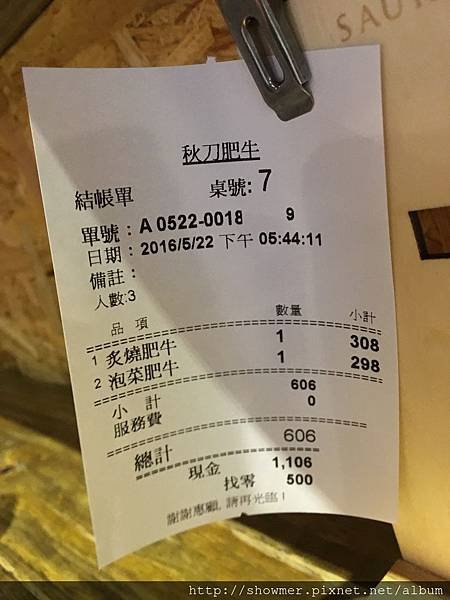 秋刀肥牛
結帳單 桌號: 7
單號： A 0522-0018 9
日期：2016/5/22 下午 05:44:11
備註：
人數:3
品 項 數量 小計
1 炙燒肥牛 1 308
2 泡菜肥牛 1 298
小 計 606
服務費 0
總計 606
現金 1,106
找零 500
謝謝惠顧, 請再光臨！
http://showmer.pixnet.net/album